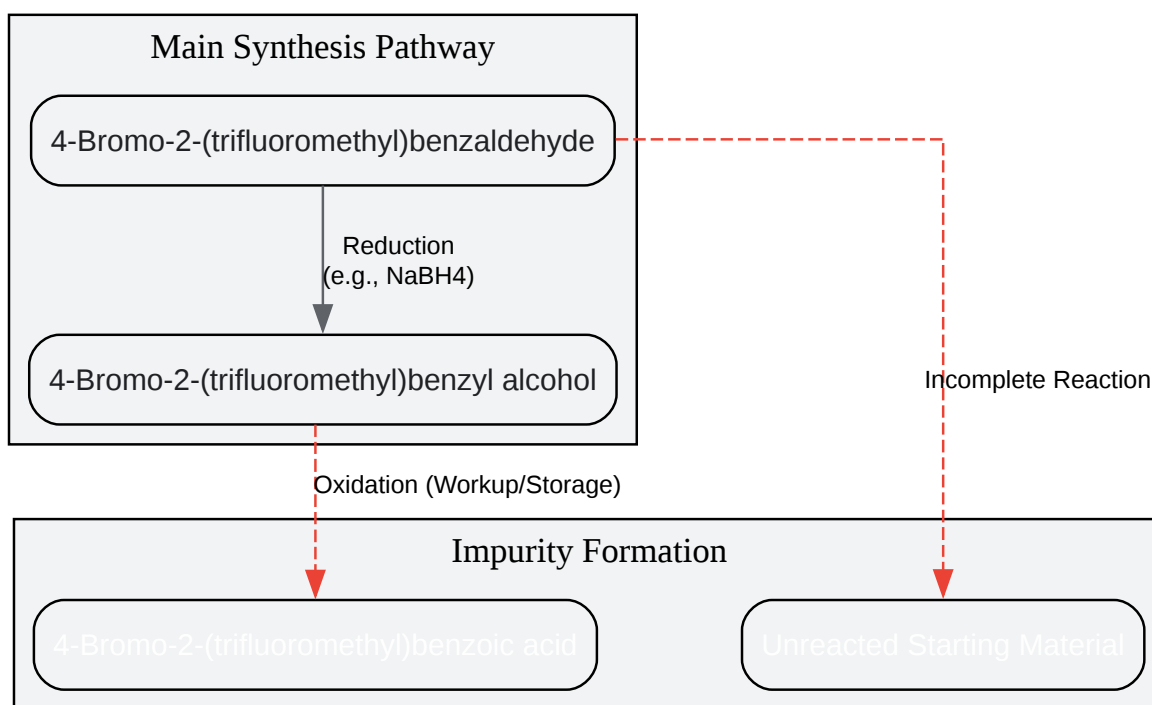 Main Synthesis Pathway
4-Bromo-2-(trifluoromethyl)benzaldehyde
Reduction
(e.g., NaBH4)
4-Bromo-2-(trifluoromethyl)benzyl alcohol
Incomplete Reaction
Oxidation (Workup/Storage)
Impurity Formation
4-Bromo-2-(trifluoromethyl)benzoic acid
Unreacted Starting Material